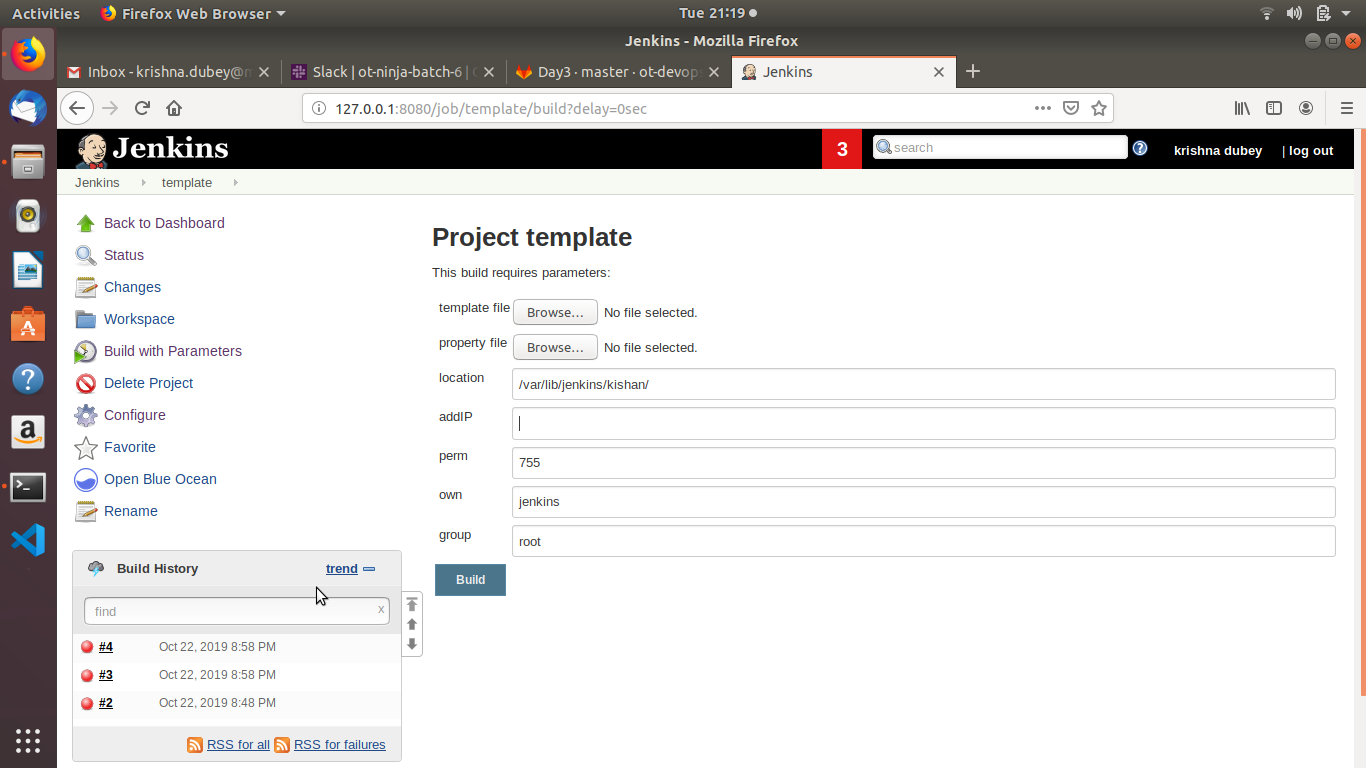 Activities Firefox Web Browser Tue 21:19
Jenkins - Mozilla Firefox
Inbox - krishna.dubey@ Slack | ot-ninja-batch-6 | Day3 · master · ot-devop Jenkins
127.0.0.1:8080/job/template/build?delay=0sec
Jenkins 3 search krishna dubey | log out
Jenkins template
Back to Dashboard
Status
Changes
Workspace
Build with Parameters
Delete Project
Configure
Favorite
Open Blue Ocean
Rename
Build History trend
find x
#4 Oct 22, 2019 8:58 PM
#3 Oct 22, 2019 8:58 PM
#2 Oct 22, 2019 8:48 PM
RSS for all RSS for failures
Project template
This build requires parameters:
template file Browse... No file selected.
property file Browse... No file selected.
location /var/lib/jenkins/kishan/
addIP
perm 755
own jenkins
group root
Build